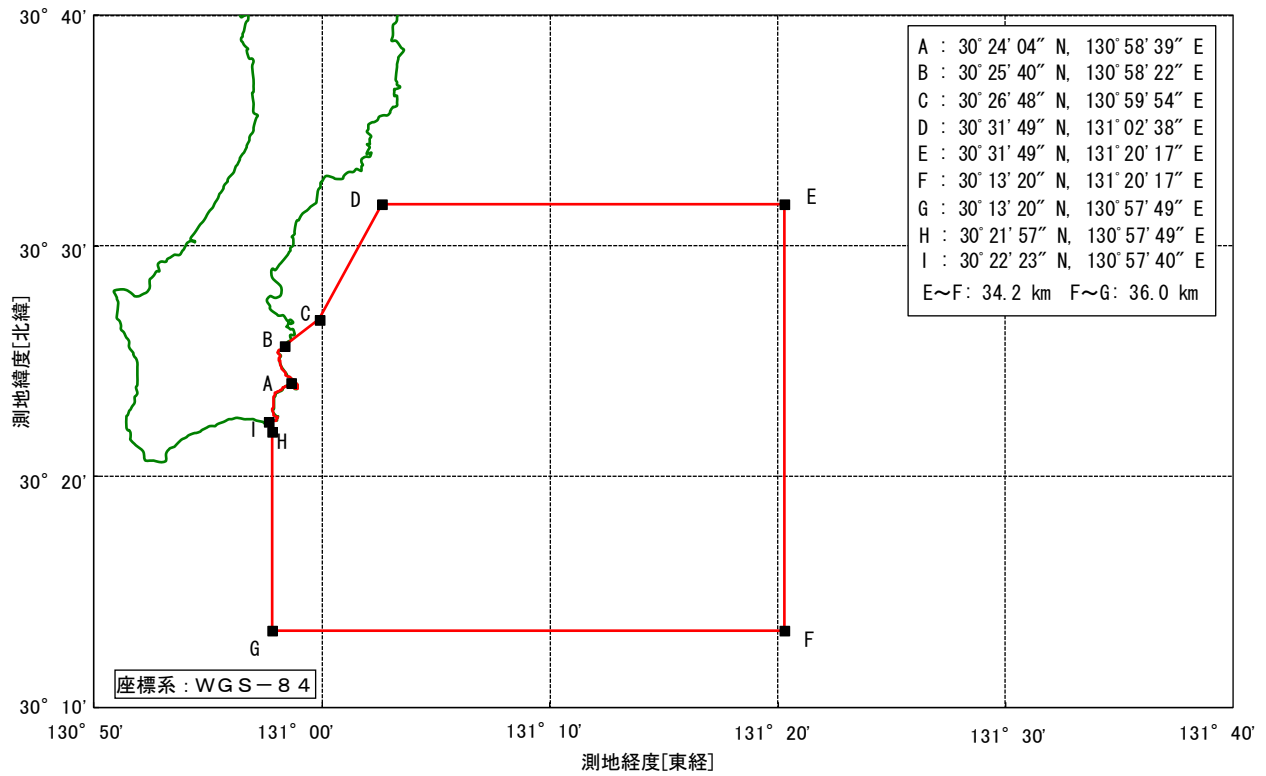 30° 40'
A : 30°24'04" N, 130°58'39" E
B : 30°25'40" N, 130°58'22" E
C : 30°26'48" N, 130°59'54" E
D : 30°31'49" N, 131°02'38" E
E : 30°31'49" N, 131°20'17" E
F : 30°13'20" N, 131°20'17" E
G : 30°13'20" N, 130°57'49" E
H : 30°21'57" N, 130°57'49" E
I : 30°22'23" N, 130°57'40" E
E～F: 34.2 km F～G: 36.0 km
D
E
30° 30'
C
B
A
I
H
測地緯度[北緯]
30° 20'
G
F
座標系：ＷＧＳ－８４
30° 10'
130° 50' 131° 00' 131° 10' 131° 20' 131° 30' 131° 40'
測地経度[東経]